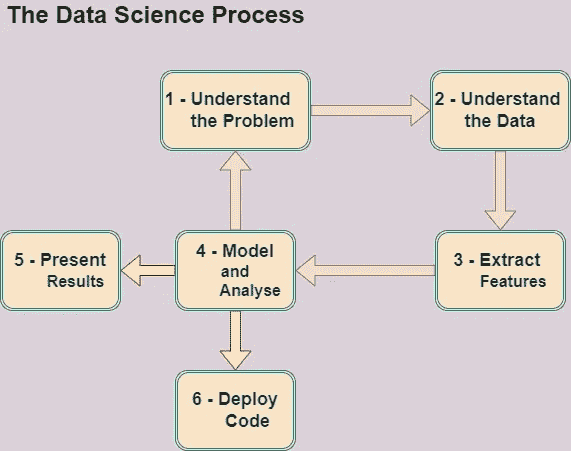 The Data Science Process
1 - Understand
the Problem
2 - Understand
the Data
5 - Present
Results
4 - Model
and
Analyse
3 - Extract
Features
6 - Deploy
Code